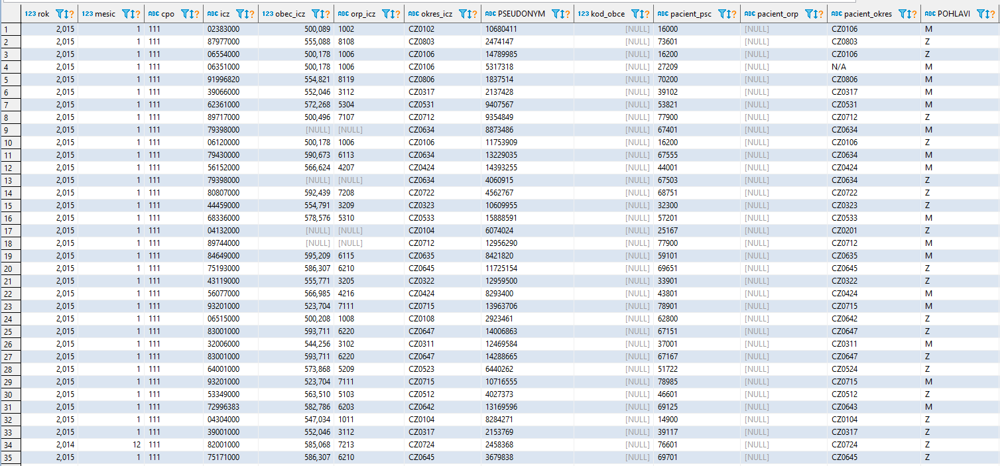 123 rok 123 mesic ABC cpo ABC icz 123 obec_icz ABC orp_icz ABC okres_icz ABC PSEUDONYM 123 kod_obce ABC pacient_psc ABC pacient_orp ABC pacient_okres ABC POHLAVI
1 2,015 1 111 02383000 500,089 1002 CZ0102 10680411 [NULL] 16000 [NULL] CZ0106 M
2 2,015 1 111 87977000 555,088 8108 CZ0803 2474147 [NULL] 73601 [NULL] CZ0803 Z
3 2,015 1 111 06554000 500,178 1006 CZ0106 14789985 [NULL] 16200 [NULL] CZ0106 Z
4 2,015 1 111 06351000 500,178 1006 CZ0106 5317318 [NULL] 27209 [NULL] N/A M
5 2,015 1 111 91996820 554,821 8119 CZ0806 1837514 [NULL] 70200 [NULL] CZ0806 M
6 2,015 1 111 39066000 552,046 3112 CZ0317 2137428 [NULL] 39102 [NULL] CZ0317 M
7 2,015 1 111 62361000 572,268 5304 CZ0531 9407567 [NULL] 53821 [NULL] CZ0531 M
8 2,015 1 111 89717000 500,496 7107 CZ0712 9354849 [NULL] 77900 [NULL] CZ0712 Z
9 2,015 1 111 79398000 [NULL] [NULL] CZ0634 8873486 [NULL] 67401 [NULL] CZ0634 M
10 2,015 1 111 06120000 500,178 1006 CZ0106 11753909 [NULL] 16200 [NULL] CZ0106 Z
11 2,015 1 111 79430000 590,673 6113 CZ0634 13229035 [NULL] 67555 [NULL] CZ0634 M
12 2,015 1 111 56152000 566,624 4207 CZ0424 14393255 [NULL] 44001 [NULL] CZ0424 M
13 2,015 1 111 79398000 [NULL] [NULL] CZ0634 4060915 [NULL] 67503 [NULL] CZ0634 Z
14 2,015 1 111 80807000 592,439 7208 CZ0722 4562767 [NULL] 68751 [NULL] CZ0722 Z
15 2,015 1 111 44459000 554,791 3209 CZ0323 10609955 [NULL] 32300 [NULL] CZ0323 Z
16 2,015 1 111 68336000 578,576 5310 CZ0533 15888591 [NULL] 57201 [NULL] CZ0533 M
17 2,015 1 111 04132000 [NULL] [NULL] CZ0104 6074024 [NULL] 25167 [NULL] CZ0201 Z
18 2,015 1 111 89744000 [NULL] [NULL] CZ0712 12956290 [NULL] 77900 [NULL] CZ0712 M
19 2,015 1 111 84649000 595,209 6115 CZ0635 8421820 [NULL] 59101 [NULL] CZ0635 M
20 2,015 1 111 75193000 586,307 6210 CZ0645 11725154 [NULL] 69651 [NULL] CZ0645 Z
21 2,015 1 111 43119000 555,771 3205 CZ0322 12959500 [NULL] 33901 [NULL] CZ0322 Z
22 2,015 1 111 56077000 566,985 4216 CZ0424 8293400 [NULL] 43801 [NULL] CZ0424 M
23 2,015 1 111 93201000 523,704 7111 CZ0715 13963706 [NULL] 78901 [NULL] CZ0715 M
24 2,015 1 111 06515000 500,208 1008 CZ0108 2923461 [NULL] 62800 [NULL] CZ0642 Z
25 2,015 1 111 83001000 593,711 6220 CZ0647 14006863 [NULL] 67151 [NULL] CZ0647 Z
26 2,015 1 111 32006000 544,256 3102 CZ0311 12469584 [NULL] 37001 [NULL] CZ0311 M
27 2,015 1 111 83001000 593,711 6220 CZ0647 14288665 [NULL] 67167 [NULL] CZ0647 Z
28 2,015 1 111 64001000 573,868 5209 CZ0523 6440262 [NULL] 51722 [NULL] CZ0524 Z
29 2,015 1 111 93201000 523,704 7111 CZ0715 10716555 [NULL] 78985 [NULL] CZ0715 M
30 2,015 1 111 53349000 563,510 5103 CZ0512 4027373 [NULL] 46601 [NULL] CZ0512 Z
31 2,015 1 111 72996383 582,786 6203 CZ0642 13169596 [NULL] 69125 [NULL] CZ0643 M
32 2,015 1 111 04304000 547,034 1011 CZ0104 8284271 [NULL] 14900 [NULL] CZ0104 Z
33 2,015 1 111 39001000 552,046 3112 CZ0317 2153769 [NULL] 39117 [NULL] CZ0317 Z
34 2,014 12 111 82001000 585,068 7213 CZ0724 2458368 [NULL] 76601 [NULL] CZ0724 Z
35 2,015 1 111 75171000 586,307 6210 CZ0645 3679838 [NULL] 69701 [NULL] CZ0645 Z